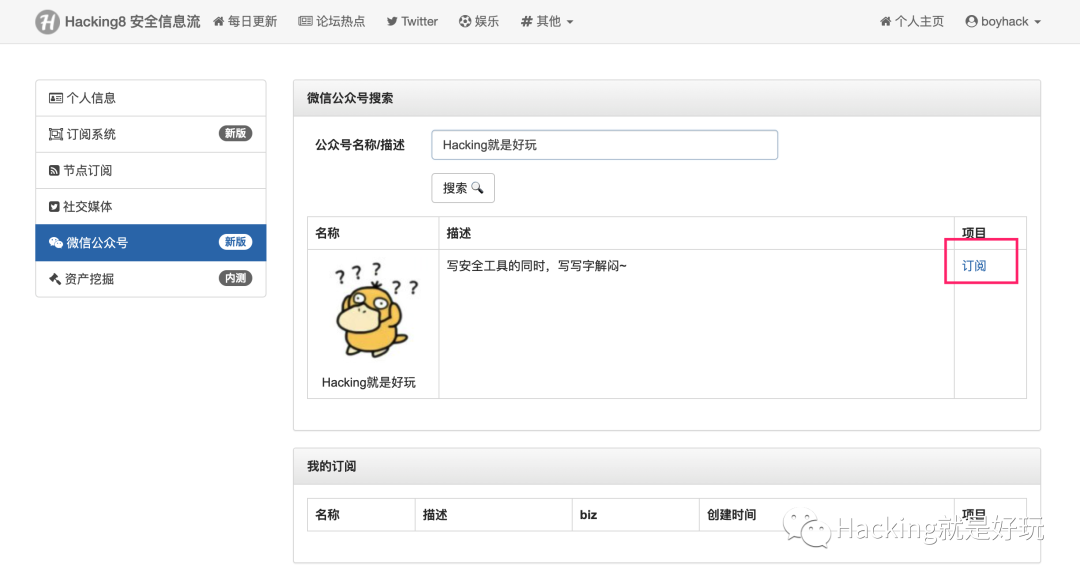 Hacking8 安全信息流 每日更新 论坛热点 Twitter 娱乐 # 其他 个人主页 boyhack
个人信息
订阅系统 新版
节点订阅
社交媒体
微信公众号 新版
资产挖掘 内测
微信公众号搜索
公众号名称/描述 Hacking就是好玩
搜索
名称 描述 项目
? ? ? ? ?
写安全工具的同时，写写字解闷~ 订阅
Hacking就是好玩
我的订阅
名称 描述 biz 创建时间 项目
Hacking就是好玩